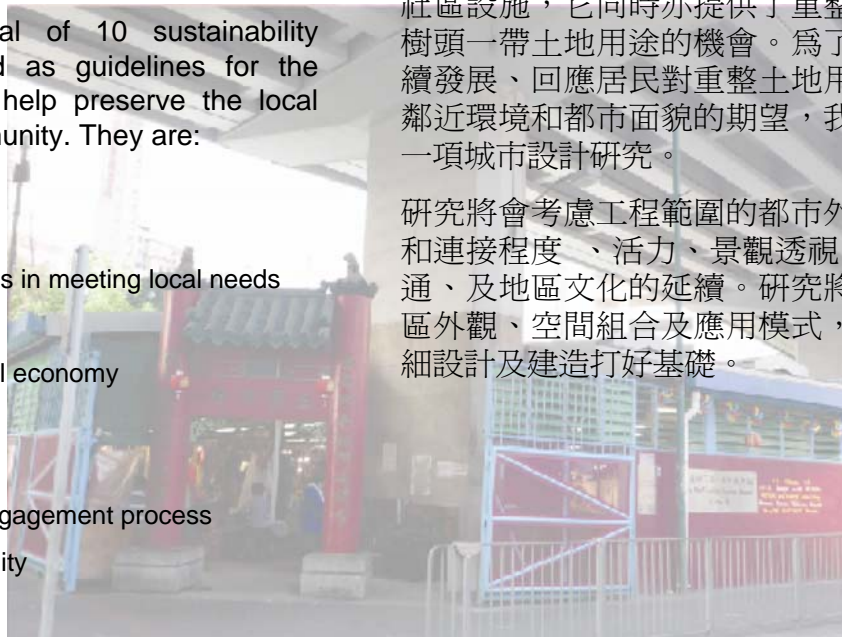 al of 10 sustainability
as guidelines for the
help preserve the local
unity. They are:
s in meeting local needs
l economy
gagement process
ity
社區設施，它同時亦提供了重整
樹頭一帶土地用途的機會。為了
續發展、回應居民對重整土地用
鄰近環境和都市面貌的期望，我
一項城市設計研究。
研究將會考慮工程範圍的都市外
和連接程度 、活力、景觀透視
通、及地區文化的延續。研究將
區外觀、空間組合及應用模式，
細設計及建造打好基礎。